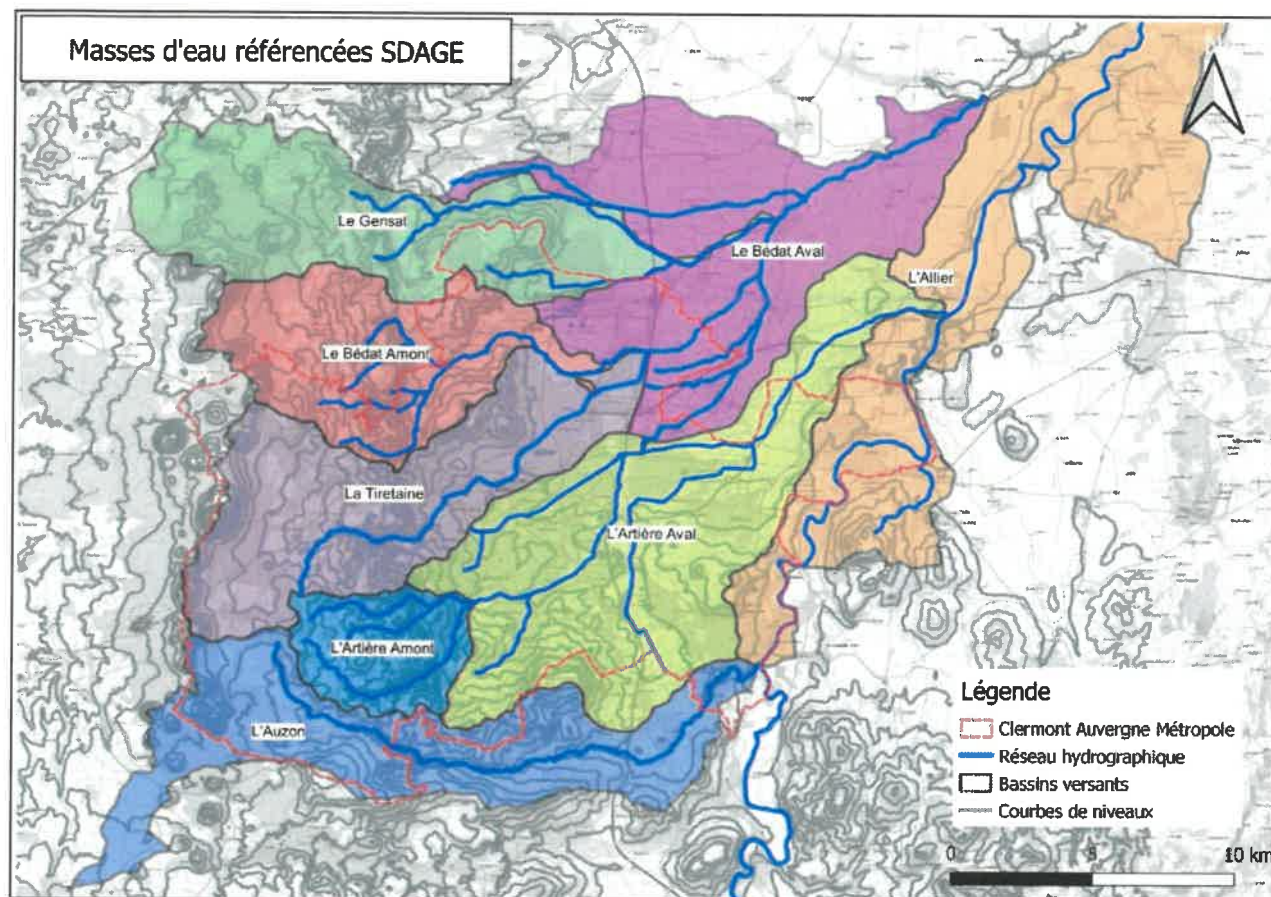 Masses d'eau référencées SDAGE
Le Gensat
Le Bédat Aval
L'Allier
Le Bédat Amont
La Tiretaine
L'Artière Aval
L'Artière Amont
L'Auzon
Légende
Clermont Auvergne Métropole
Réseau hydrographique
Bassins versants
Courbes de niveaux
0 5 10 km